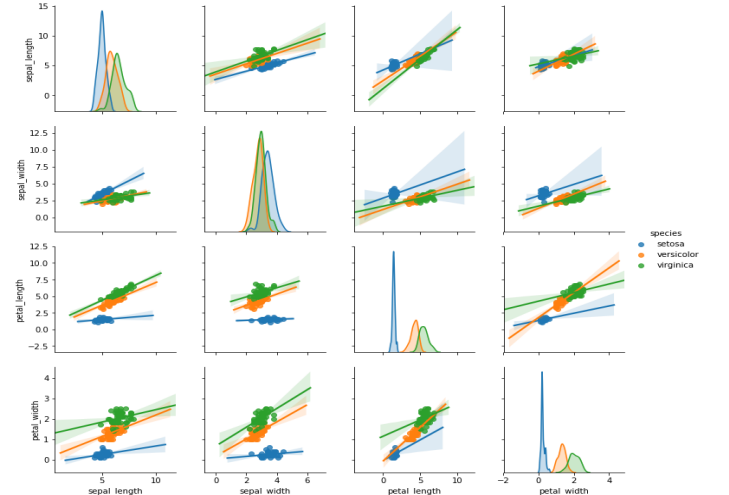 15
10
5
0
sepal_length
12.5
10.0
7.5
5.0
2.5
0.0
sepal_width
species
setosa
versicolor
virginica
12.5
10.0
7.5
5.0
2.5
0.0
−2.5
petal_length
4
3
2
1
0
petal_width
5 10
0 2 4 6
0 5 10
−2 0 2 4
sepal_length sepal_width petal_length petal_width